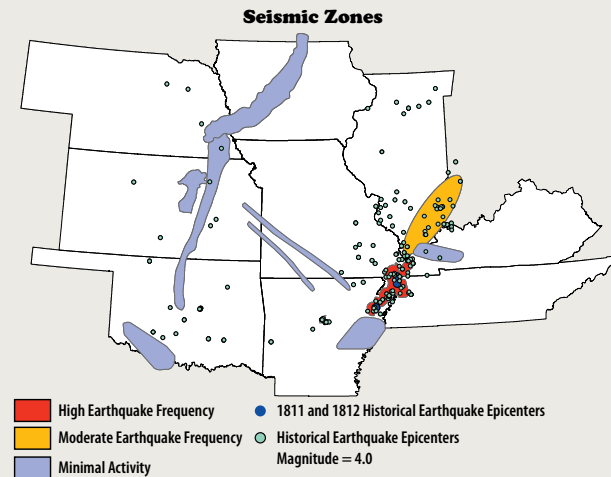 Seismic Zones
High Earthquake Frequency
Moderate Earthquake Frequency
Minimal Activity
1811 and 1812 Historical Earthquake Epicenters
Historical Earthquake Epicenters
Magnitude = 4.0